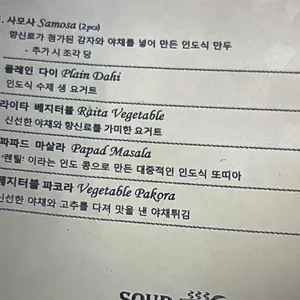 . 사모사 Samosa (2pcs)
향신료가 첨가된 감자와 야채를 넣어 만든 인도식 만두
- 추가 시 조각 당
플레인 다이 Plain Dahi
인도식 수제 생 요거트
라이타 베지터블 Raita Vegetable
신선한 야채와 향신료를 가미한 요거트
파파드 마살라 Papad Masala
'렌틸' 이라는 인도 콩으로 만든 대중적인 인도식 또띠아
베지터블 파코라 Vegetable Pakora
신선한 야채와 고추를 다져 맛을 낸 야채튀김
SOUP